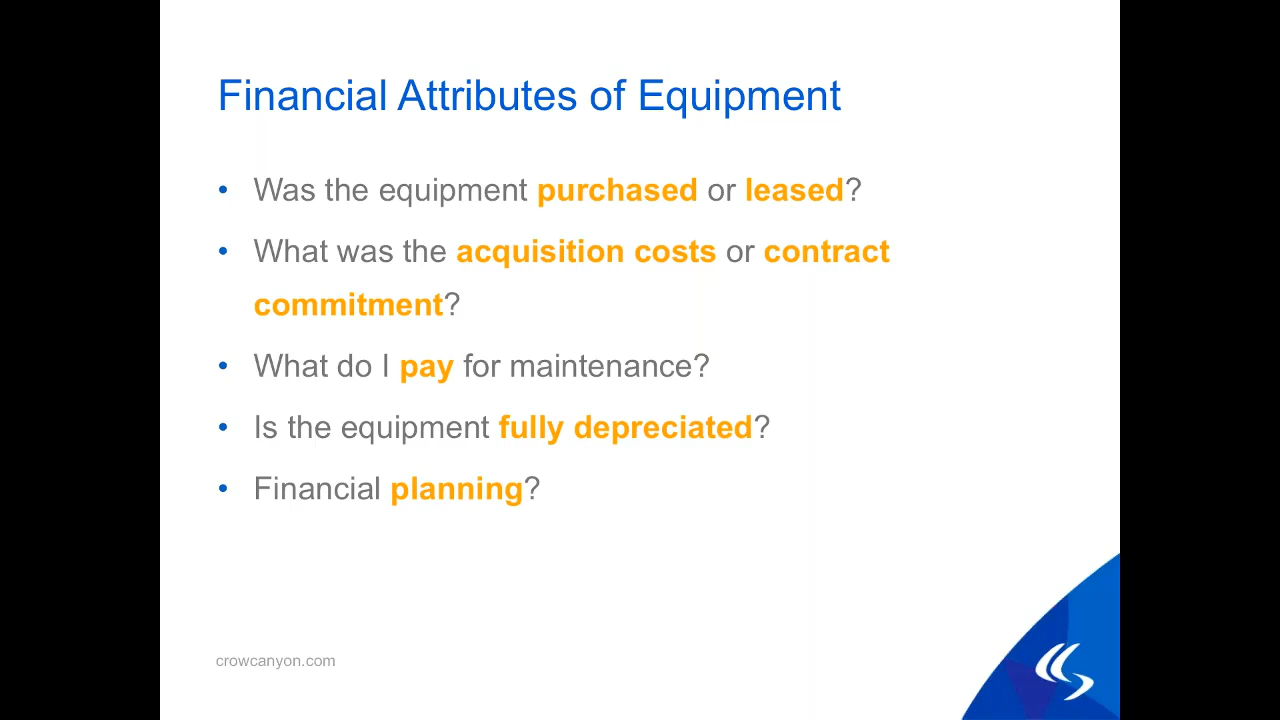 Financial Attributes of Equipment
• Was the equipment purchased or leased?
• What was the acquisition costs or contract
commitment?
• What do I pay for maintenance?
• Is the equipment fully depreciated?
• Financial planning?
crowcanyon.com